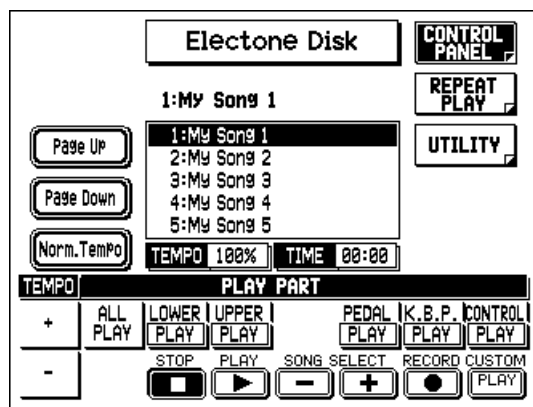 Electone Disk
CONTROL
PANEL
1:My Song 1
REPEAT
PLAY
UTILITY
Page Up
Page Down
Norm.Tempo
1:My Song 1
2:My Song 2
3:My Song 3
4:My Song 4
5:My Song 5
TEMPO 100% TIME 00:00
TEMPO PLAY PART
+ ALL LOWER UPPER PEDAL K.B.P. CONTROL
PLAY PLAY PLAY PLAY PLAY PLAY
STOP PLAY SONG SELECT RECORD CUSTOM
- - + PLAY